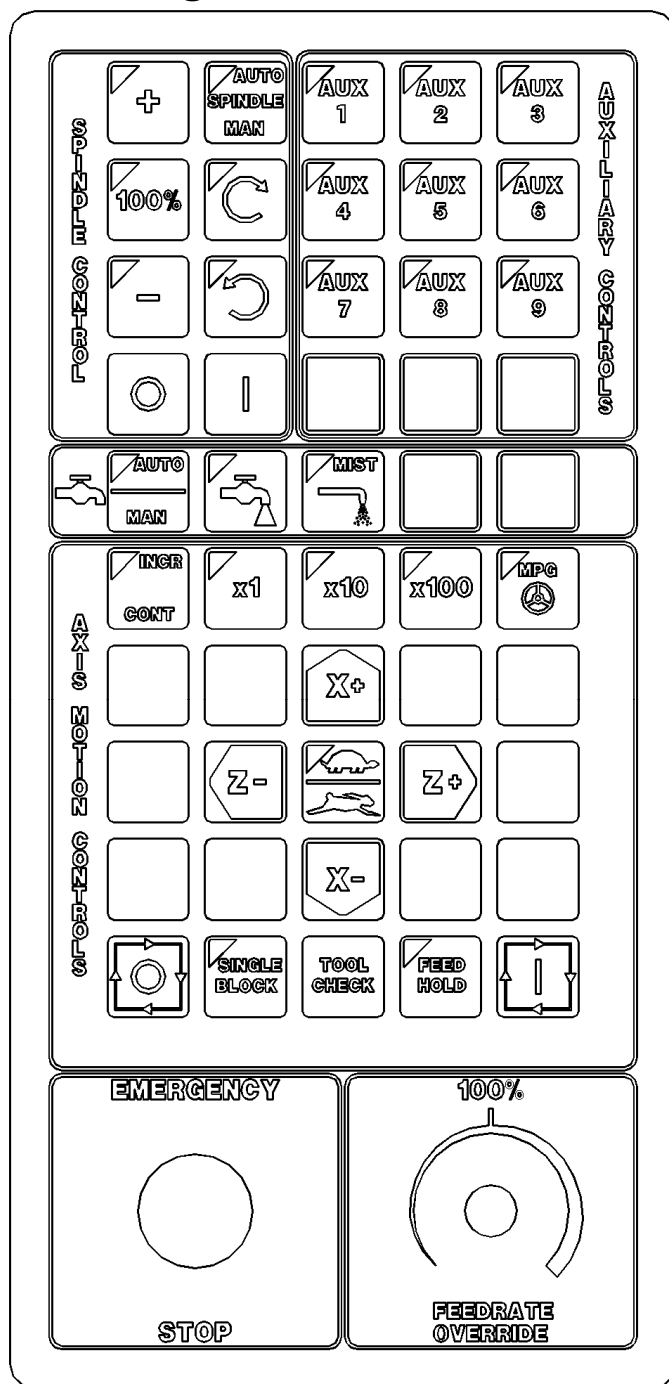 SPINDLE CONTROL
+
AUTO
SPINDLE
MAN
100%
-
AUX
1
AUX
2
AUX
3
AUX
4
AUX
5
AUX
6
AUX
7
AUX
8
AUX
9
AUXILIARY CONTROLS
AUTO
MAN
MIST
AXIS MOTION CONTROLS
INCR
CONT
x1
x10
x100
MPG
X+
Z-
Z+
X-
SINGLE
BLOCK
TOOL
CHECK
FEED
HOLD
EMERGENCY
STOP
100%
FEEDRATE
OVERRIDE